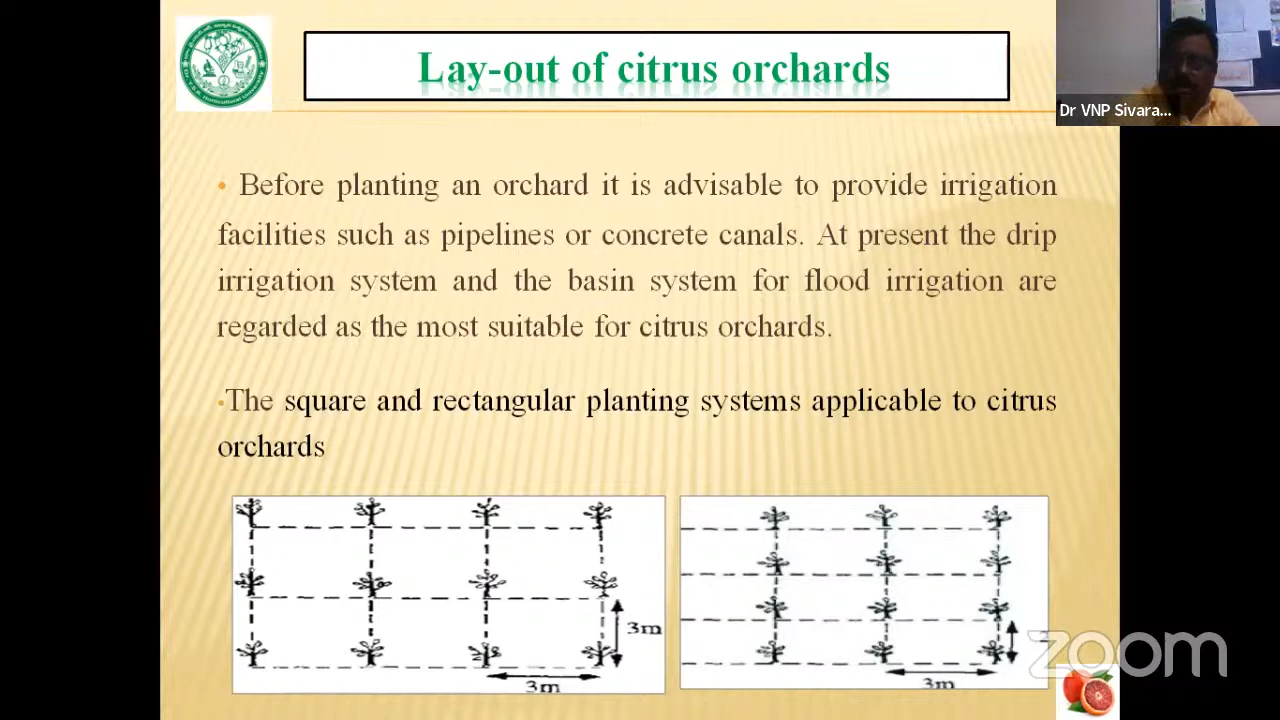 Lay-out of citrus orchards
Dr VNP Sivara...
• Before planting an orchard it is advisable to provide irrigation
facilities such as pipelines or concrete canals. At present the drip
irrigation system and the basin system for flood irrigation are
regarded as the most suitable for citrus orchards.
•The square and rectangular planting systems applicable to citrus
orchards
3m
3m
3m
zoom